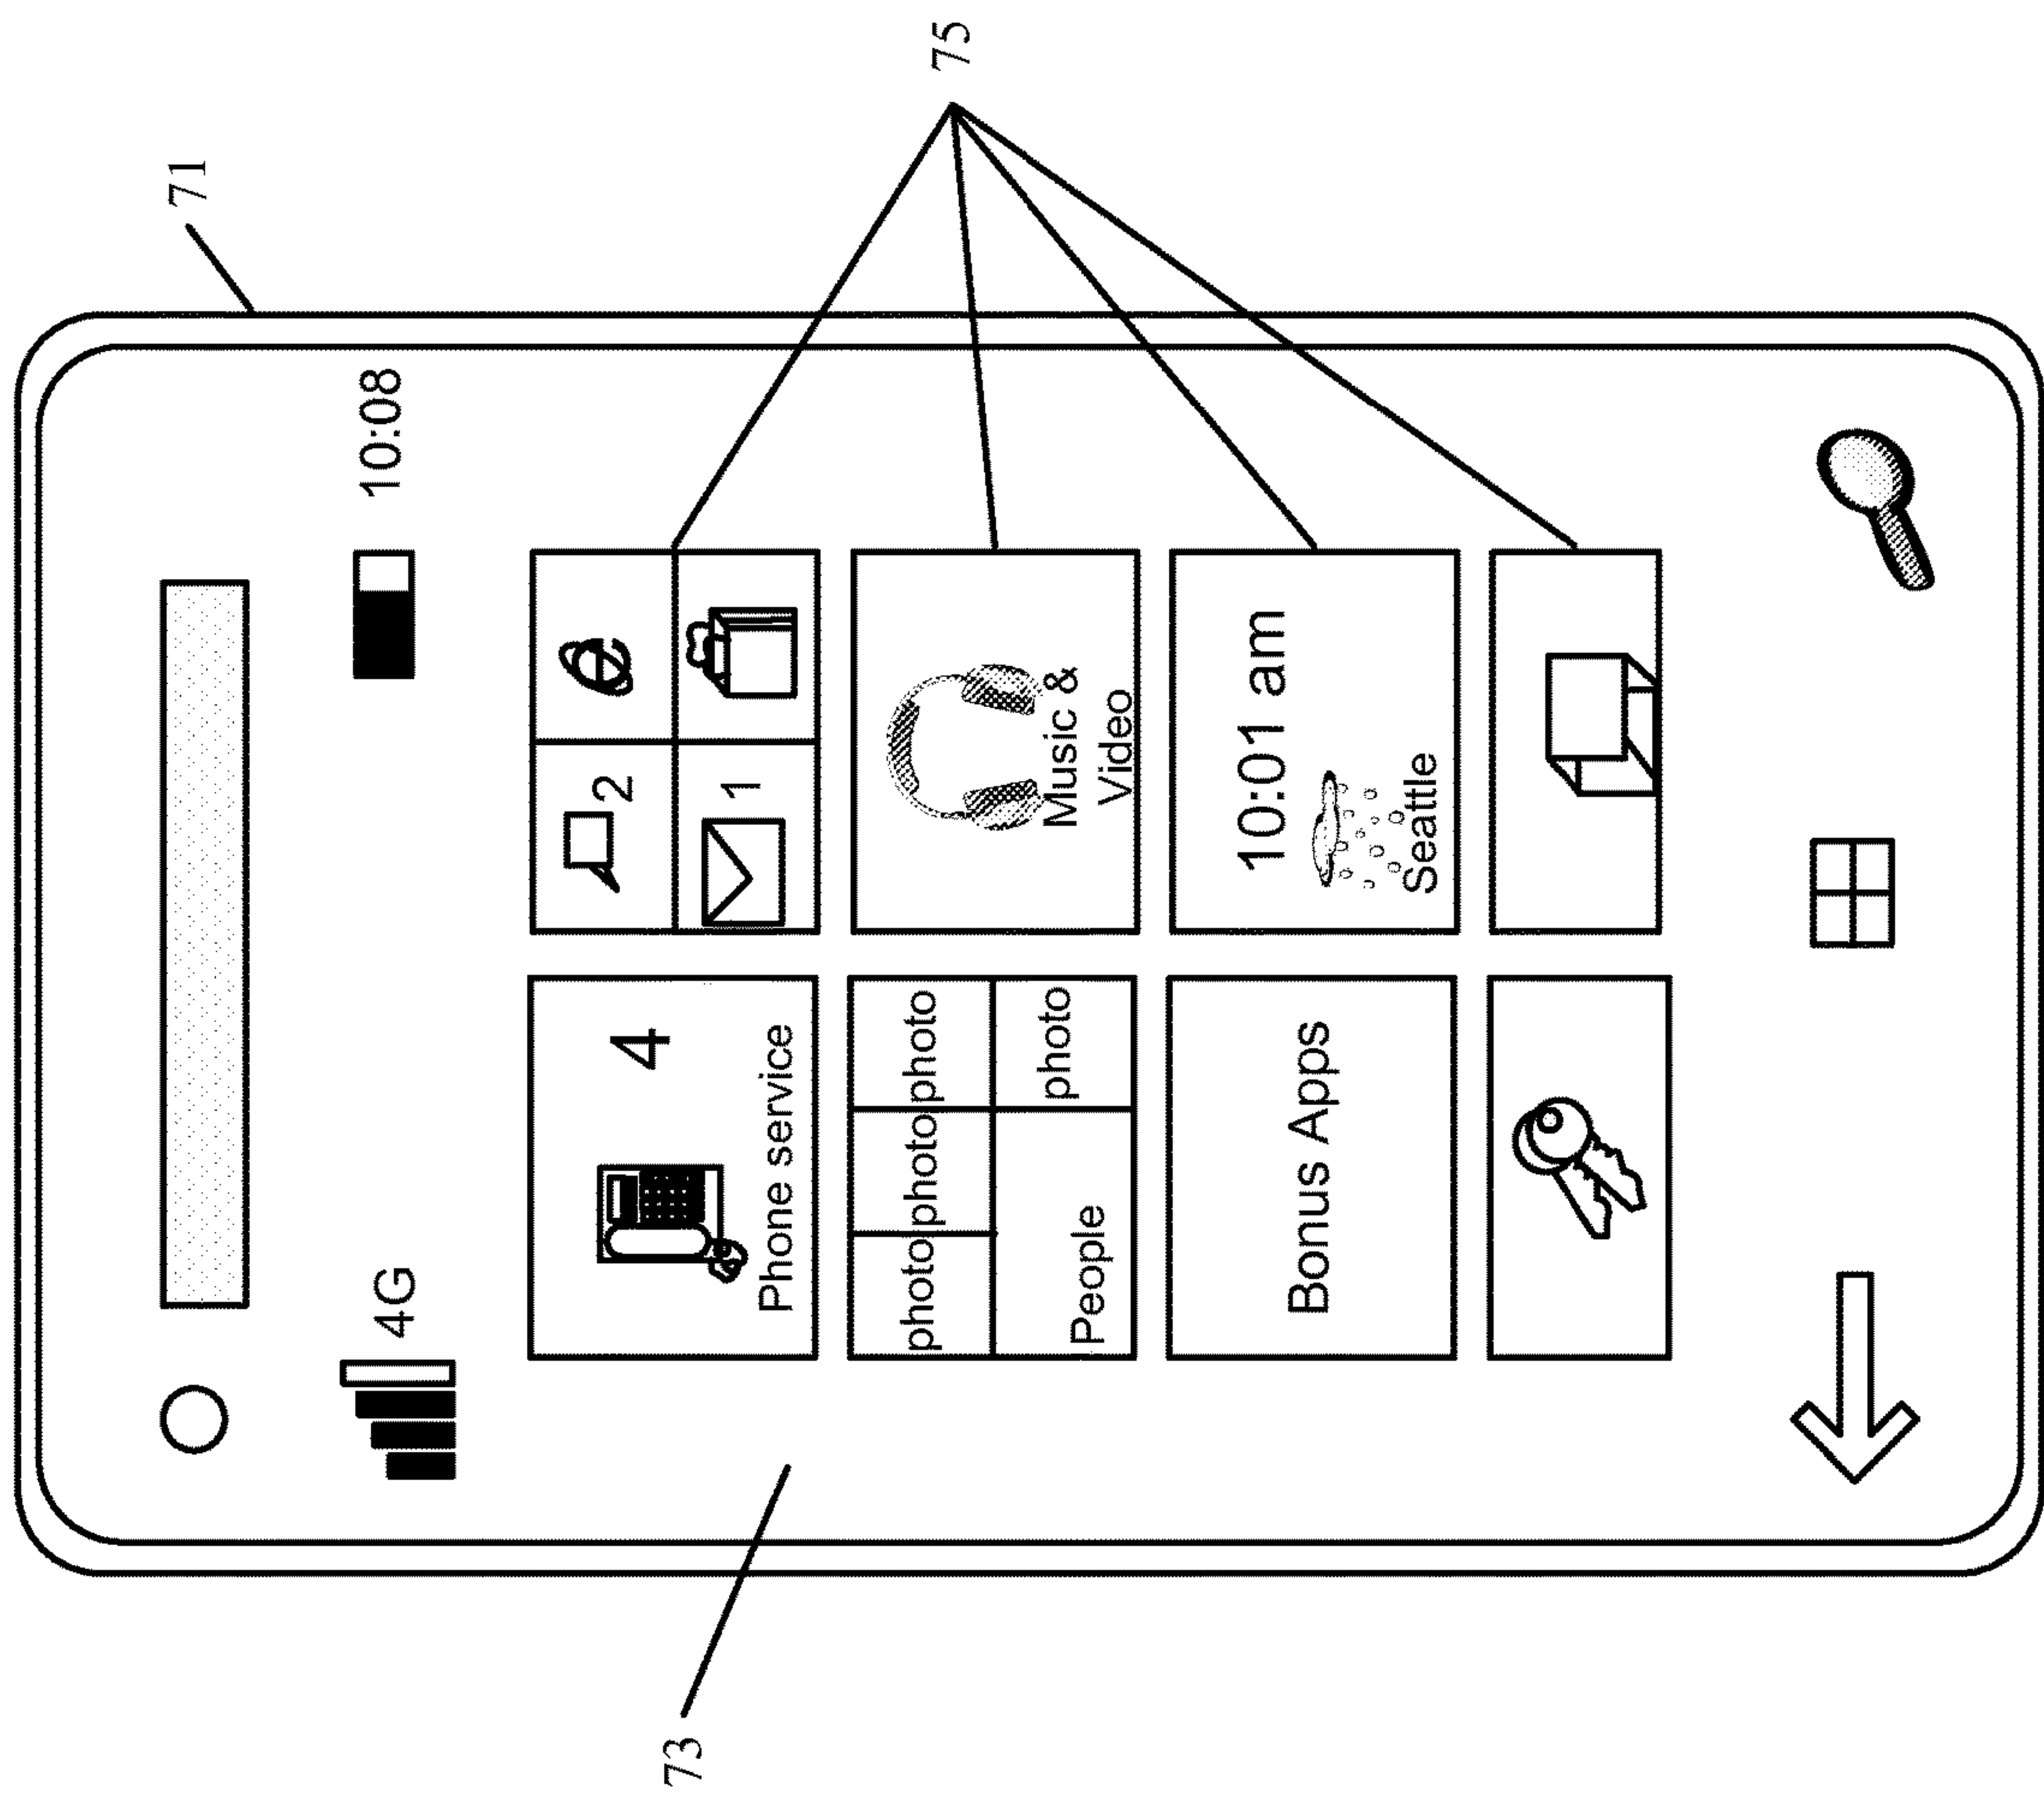 71
75
4G
10:08
4
Phone service
2
1
photo
photo
photo
photo
People
Music &
Video
Bonus Apps
10:01 am
Seattle
73